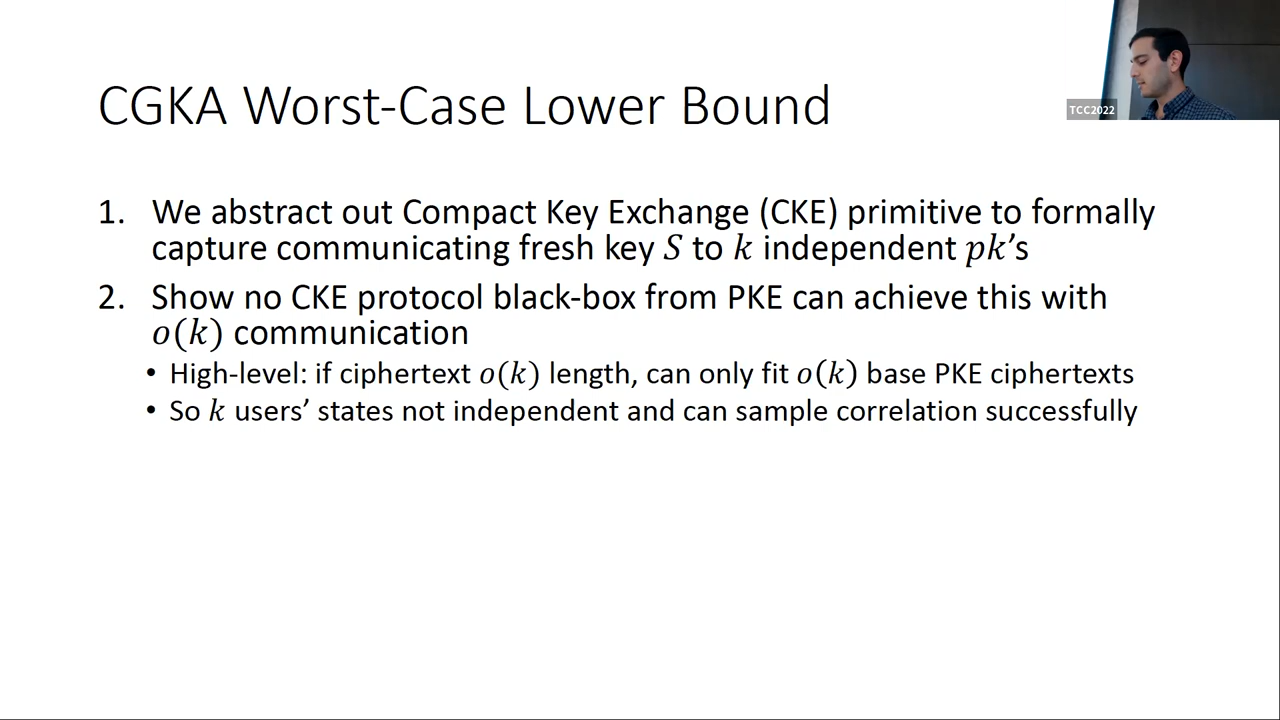 TCC2022
CGKA Worst-Case Lower Bound
1. We abstract out Compact Key Exchange (CKE) primitive to formally
capture communicating fresh key S to k independent pk’s
2. Show no CKE protocol black-box from PKE can achieve this with
o(k) communication
• High-level: if ciphertext o(k) length, can only fit o(k) base PKE ciphertexts
• So k users’ states not independent and can sample correlation successfully